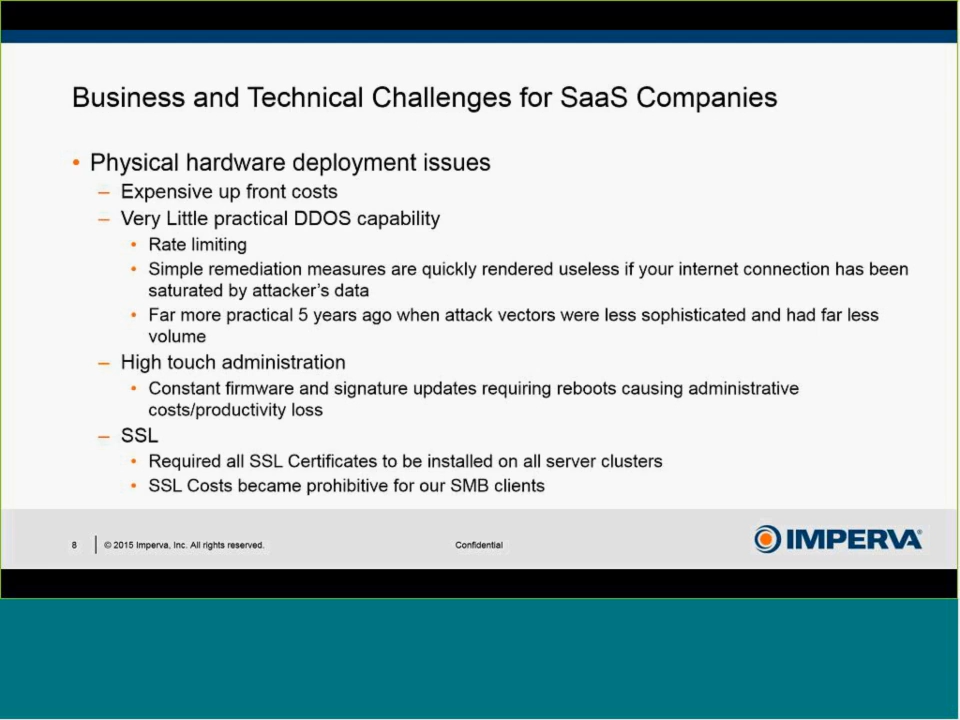 Business and Technical Challenges for SaaS Companies
• Physical hardware deployment issues
– Expensive up front costs
– Very Little practical DDOS capability
• Rate limiting
• Simple remediation measures are quickly rendered useless if your internet connection has been
saturated by attacker's data
• Far more practical 5 years ago when attack vectors were less sophisticated and had far less
volume
– High touch administration
• Constant firmware and signature updates requiring reboots causing administrative
costs/productivity loss
– SSL
• Required all SSL Certificates to be installed on all server clusters
• SSL Costs became prohibitive for our SMB clients
8 | © 2015 Imperva, Inc. All rights reserved. Confidential IMPERVA